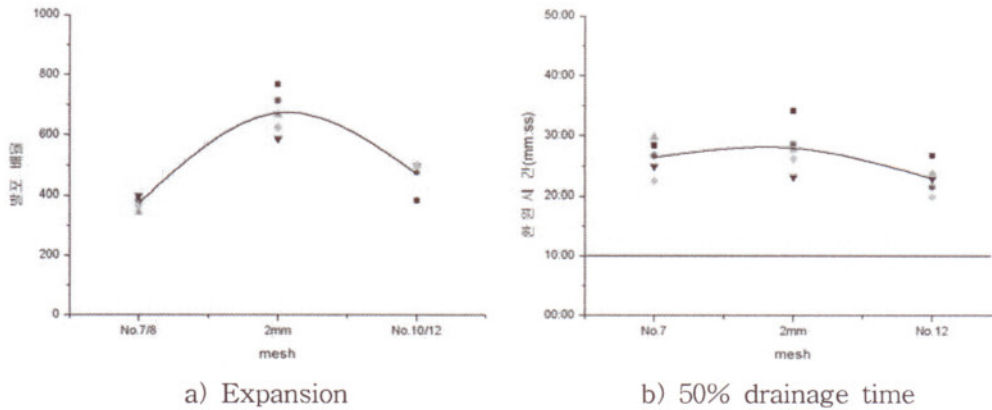 1000
800
600
400
200
0
발포 배율
No.7/8
2mm
No.10/12
mesh
a) Expansion
50:00
40:00
30:00
20:00
10:00
00:00
환원시간(mm:ss)
No.7
2mm
No.12
mesh
b) 50% drainage time